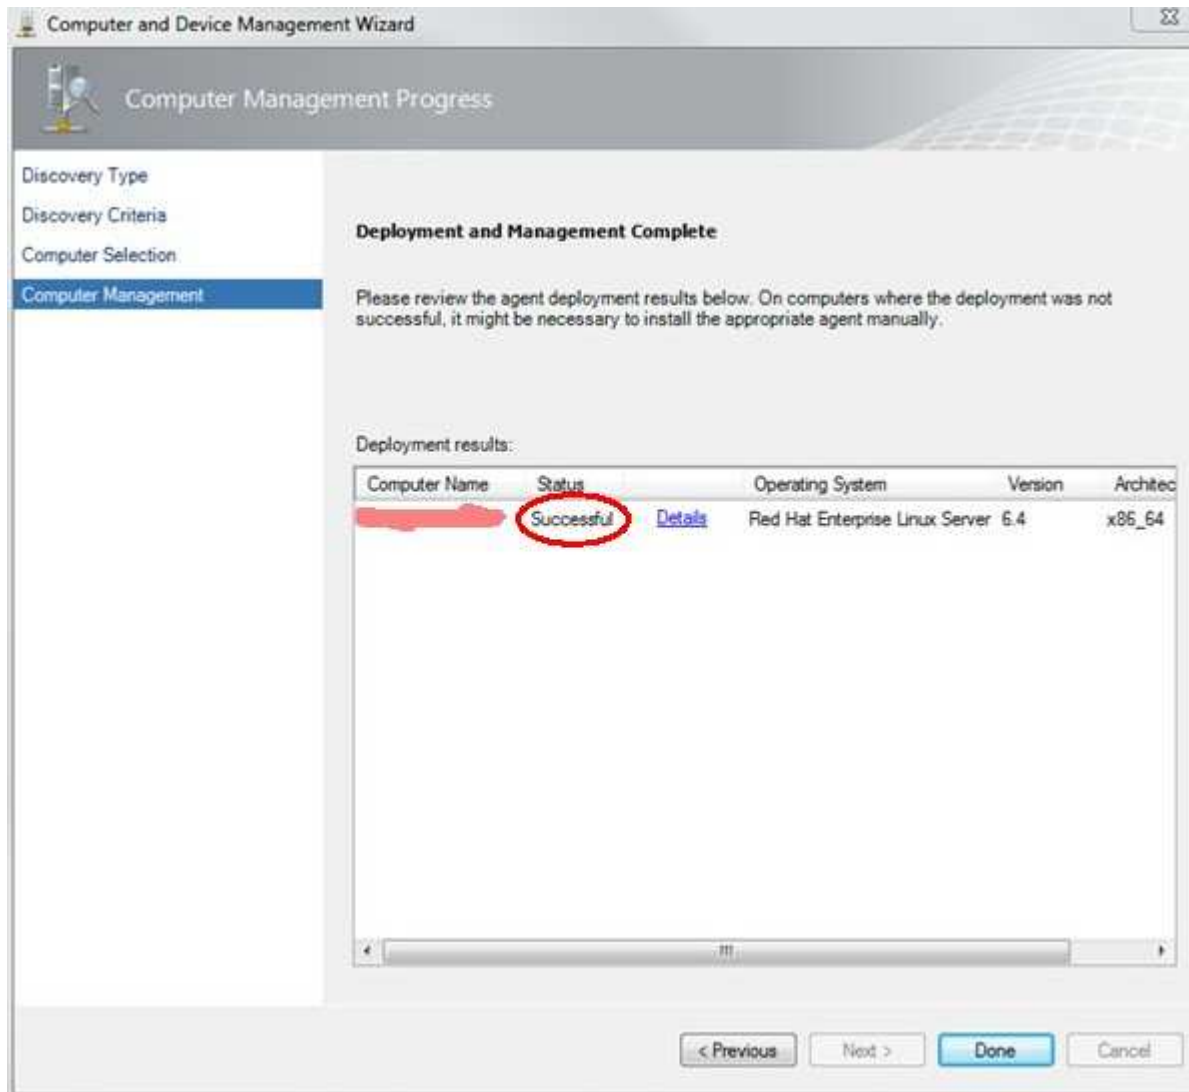 Computer and Device Management Wizard
Computer Management Progress
Discovery Type
Discovery Criteria
Computer Selection
Computer Management
Deployment and Management Complete
Please review the agent deployment results below. On computers where the deployment was not
successful, it might be necessary to install the appropriate agent manually.
Deployment results:
Computer Name Status Operating System Version Architec
Successful Details Red Hat Enterprise Linux Server 6.4 x86_64
< Previous Next > Done Cancel